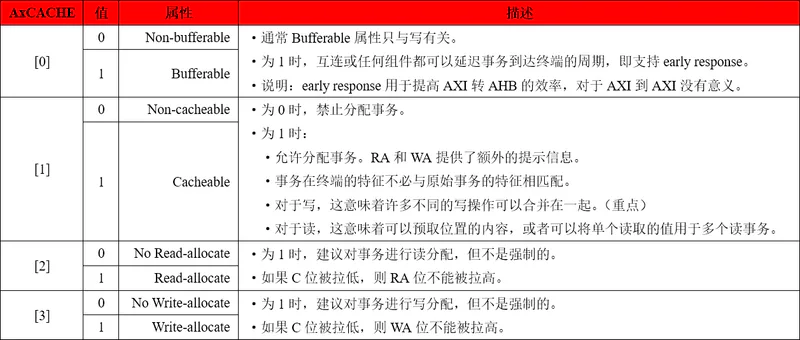 AxCACHE 值 属性 描述
[0]
0 Non-bufferable
1 Bufferable
• 通常 Bufferable 属性只与写有关。
• 为 1 时，互连或任何组件都可以延迟事务到达终端的周期，即支持 early response。
• 说明：early response 用于提高 AXI 转 AHB 的效率，对于 AXI 到 AXI 没有意义。
[1]
0 Non-cacheable
• 为 0 时，禁止分配事务。
1 Cacheable
• 为 1 时：
• 允许分配事务。RA 和 WA 提供了额外的提示信息。
• 事务在终端的特征不必与原始事务的特征相匹配。
• 对于写，这意味着许多不同的写操作可以合并在一起。（重点）
• 对于读，这意味着可以预取位置的内容，或者可以将单个读取的值用于多个读事务。
[2]
0 No Read-allocate
• 为 1 时，建议对事务进行读分配，但不是强制的。
1 Read-allocate
• 如果 C 位被拉低，则 RA 位不能被拉高。
[3]
0 No Write-allocate
• 为 1 时，建议对事务进行写分配，但不是强制的。
1 Write-allocate
• 如果 C 位被拉低，则 WA 位不能被拉高。